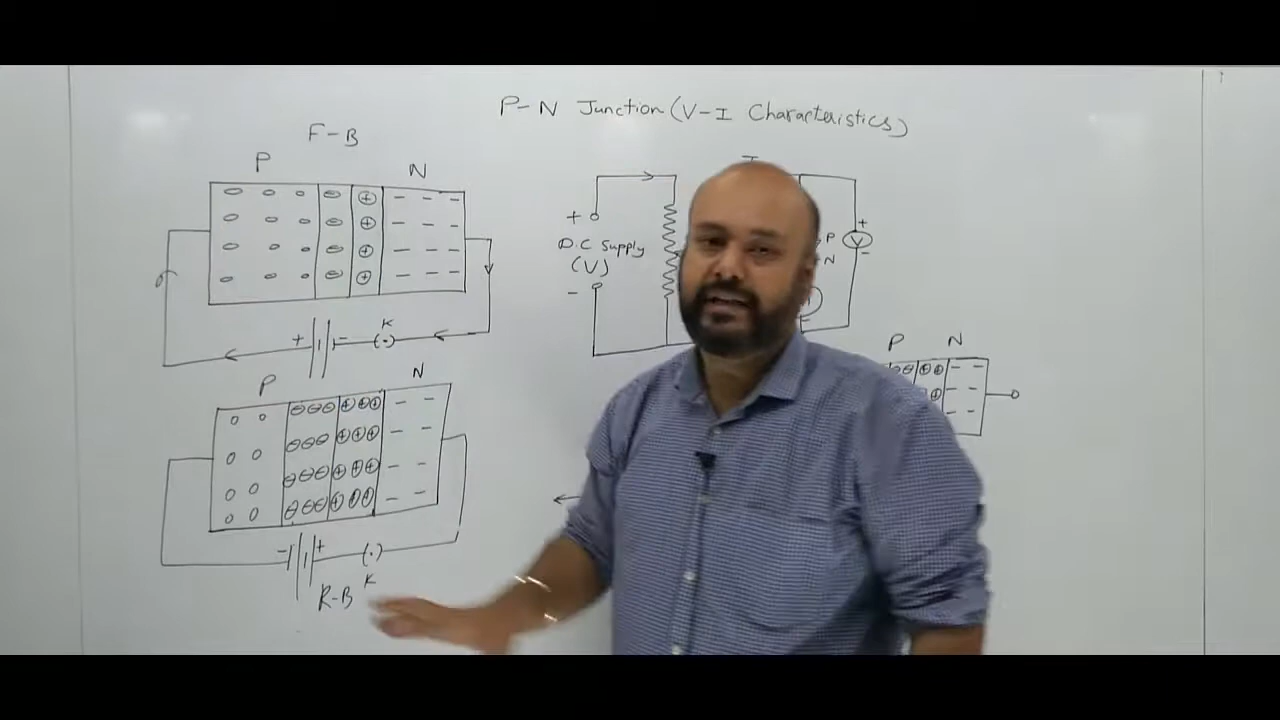 P-N Junction (V-I Characteristics)
F-B
P N
+ - K
P N
- + K
R-B
+
D.C Supply
(V)
-
P
N
+
V
-
P N